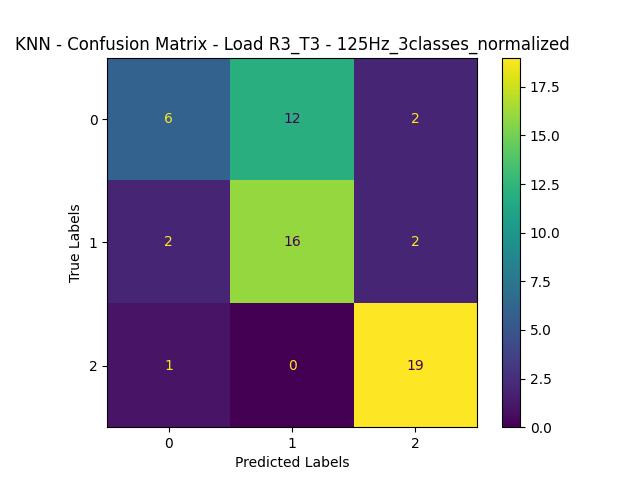 KNN - Confusion Matrix - Load R3_T3 - 125Hz_3classes_normalized
17.5
0 6 12 2
15.0
12.5
True Labels
1 2 16 2
10.0
7.5
5.0
2 1 0 19
2.5
0.0
0 1 2
Predicted Labels